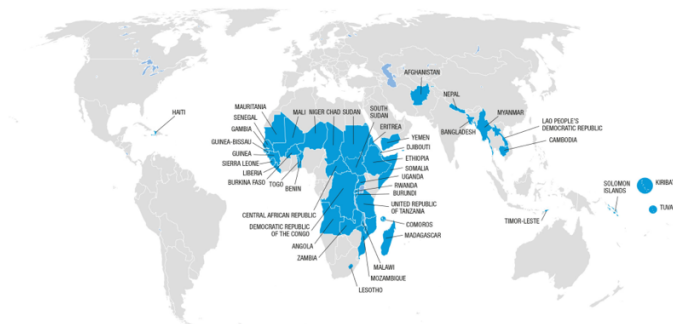 AFGHANISTAN
HAITI
MAURITANIA
SENEGAL
GAMBIA
GUINEA-BISSAU
GUINEA
SIERRA LEONE
LIBERIA
BURKINA FASO
TOGO
BENIN
MALI
NIGER
CHAD
SUDAN
SOUTH
SUDAN
ERITREA
YEMEN
DJIBOUTI
ETHIOPIA
SOMALIA
UGANDA
RWANDA
BURUNDI
UNITED REPUBLIC
OF TANZANIA
COMOROS
MADAGASCAR
CENTRAL AFRICAN REPUBLIC
DEMOCRATIC REPUBLIC
OF THE CONGO
ANGOLA
ZAMBIA
MALAWI
MOZAMBIQUE
LESOTHO
NEPAL
BANGLADESH
MYANMAR
LAO PEOPLE'S
DEMOCRATIC REPUBLIC
CAMBODIA
TIMOR-LESTE
SOLOMON
ISLANDS
KIRIBAT
TUVA